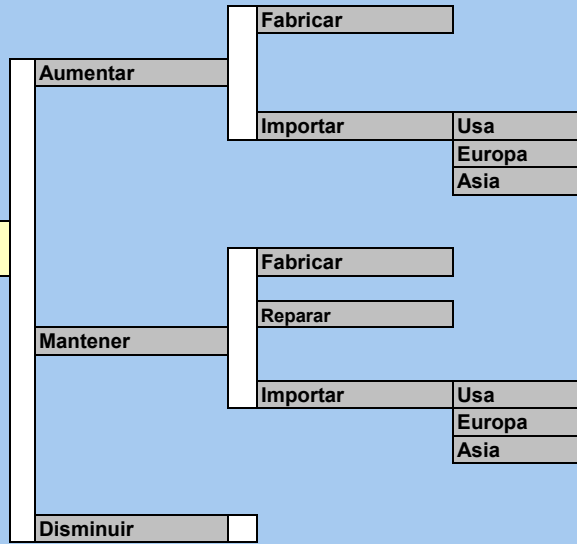 Fabricar
Aumentar
Importar Usa
Europa
Asia
Fabricar
Reparar
Mantener
Importar Usa
Europa
Asia
Disminuir